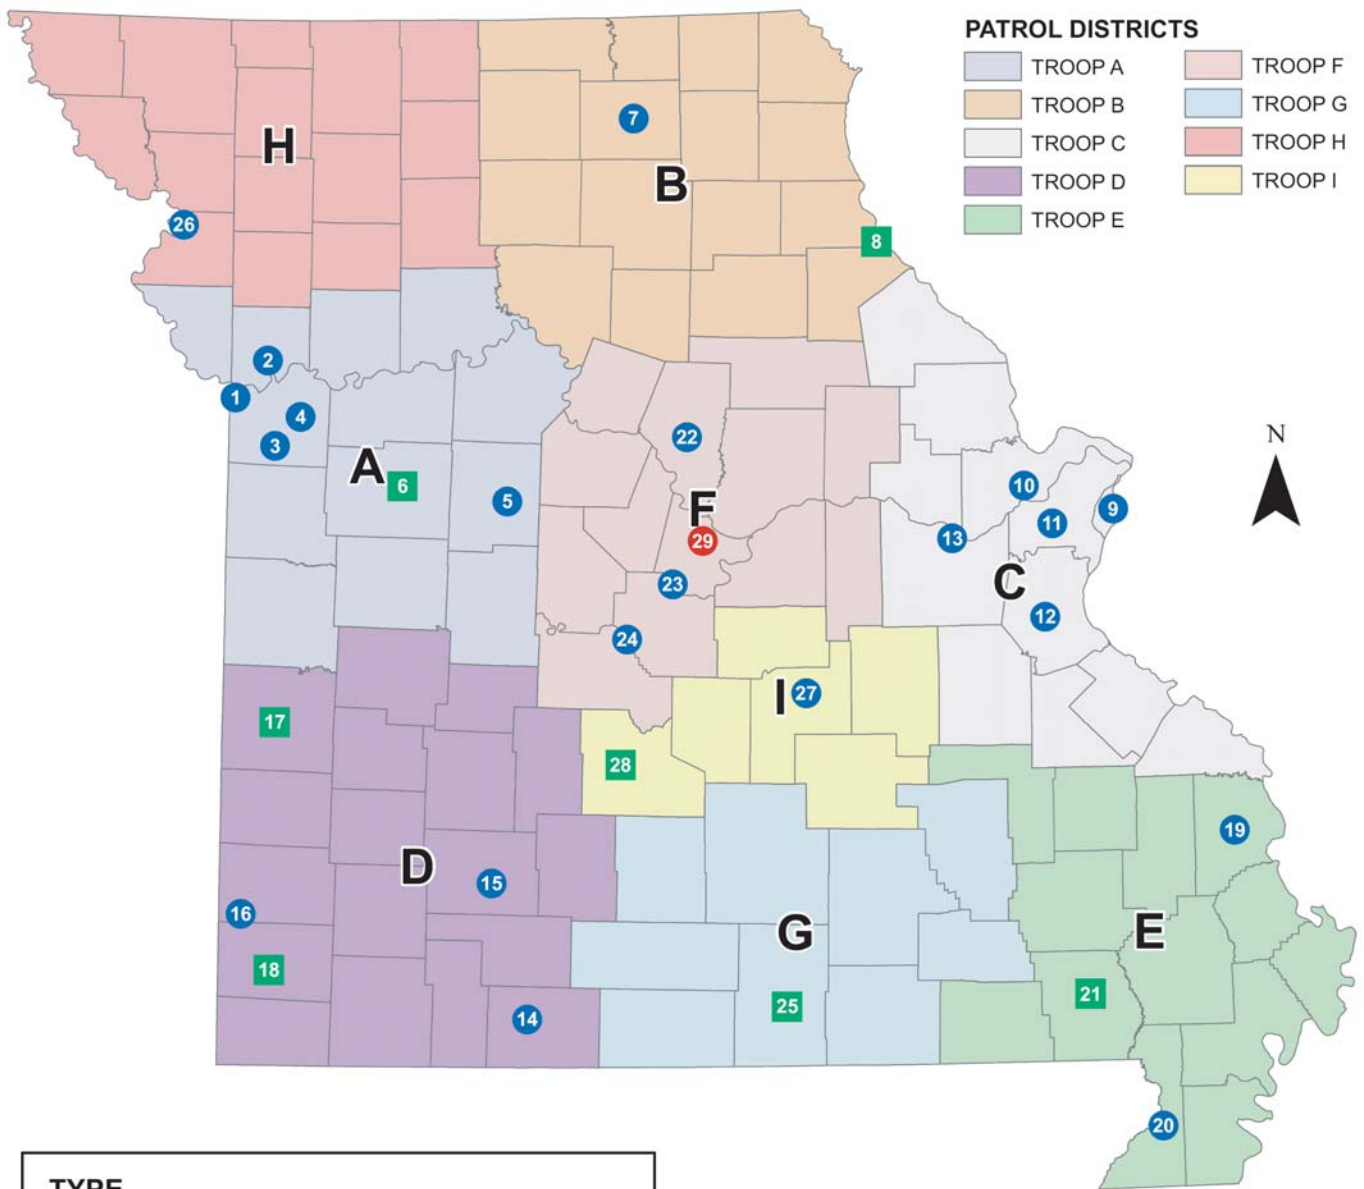 PATROL DISTRICTS
TROOP A
TROOP F
TROOP B
TROOP G
TROOP C
TROOP H
TROOP D
TROOP I
TROOP E
H
7
B
26
8
2
1
4
3
22
N
A
6
5
10
9
F
11
29
13
23
C
12
24
I
27
17
28
19
D
15
16
G
E
18
21
25
14
20
TYPE